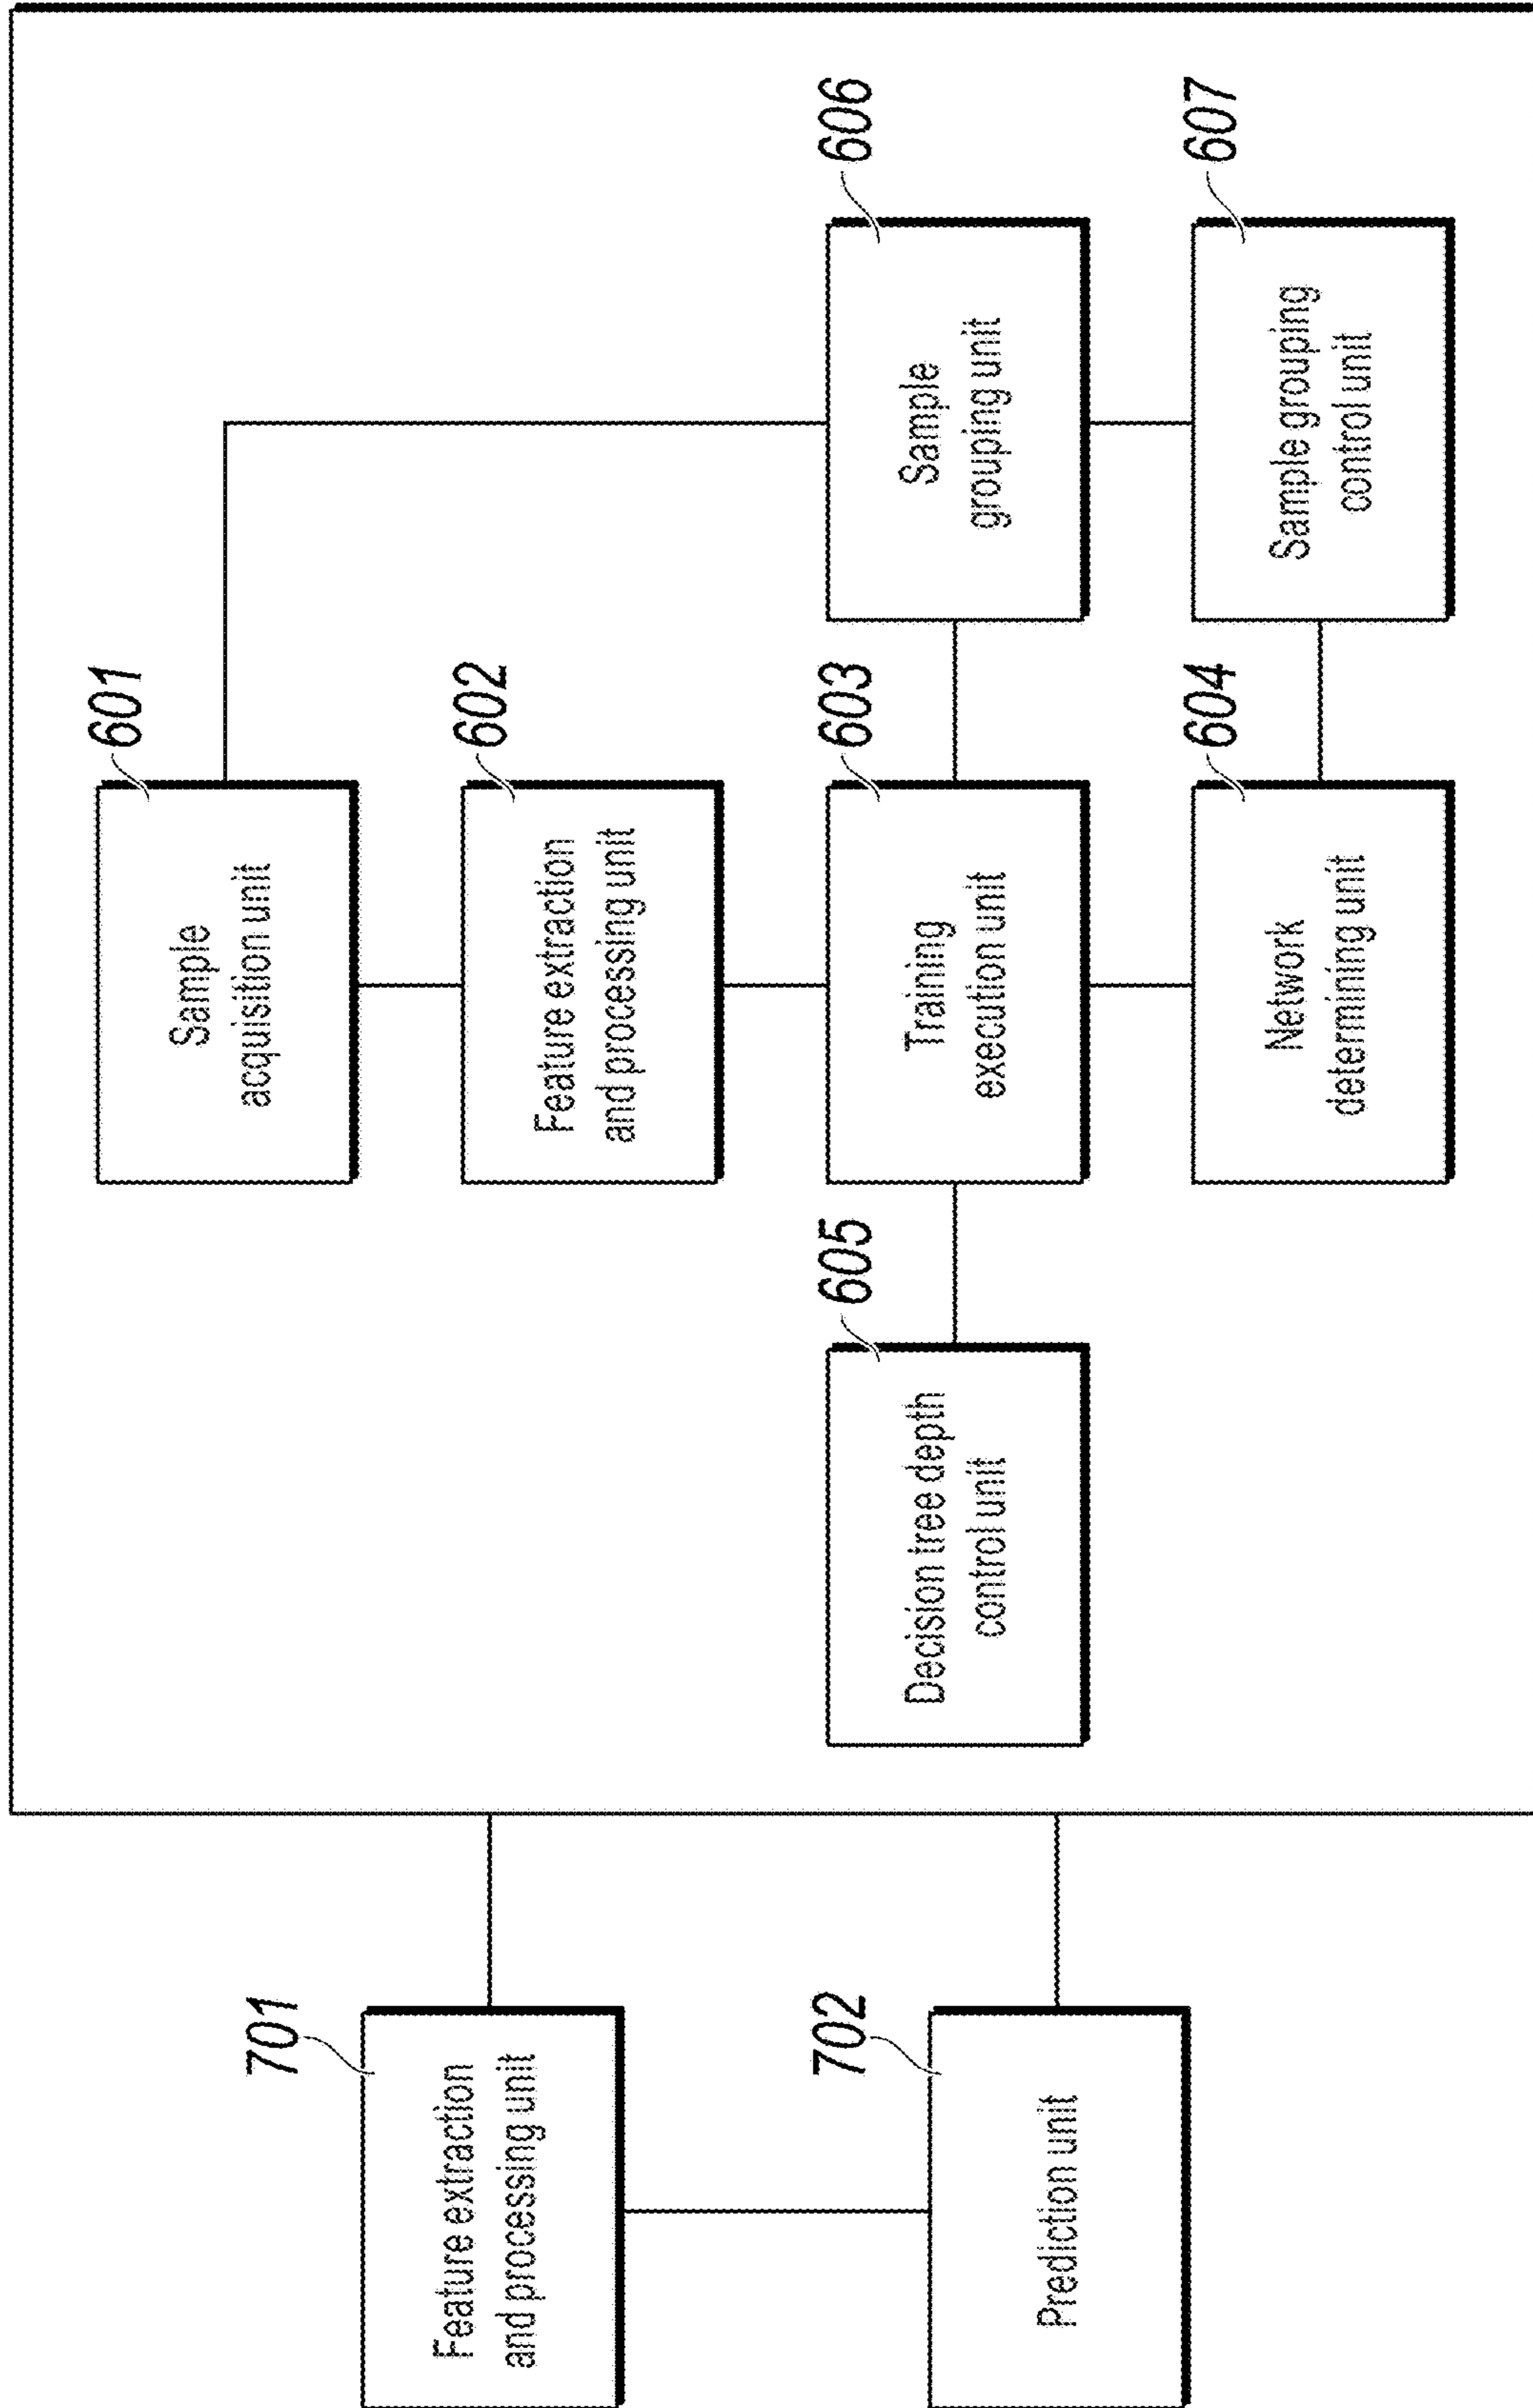 701
Feature extraction
and processing unit
702
Prediction unit
601
Sample
acquisition unit
602
Feature extraction
and processing unit
605
Decision tree depth
control unit
603
Training
execution unit
606
Sample
grouping unit
604
Network
determining unit
607
Sample grouping
control unit